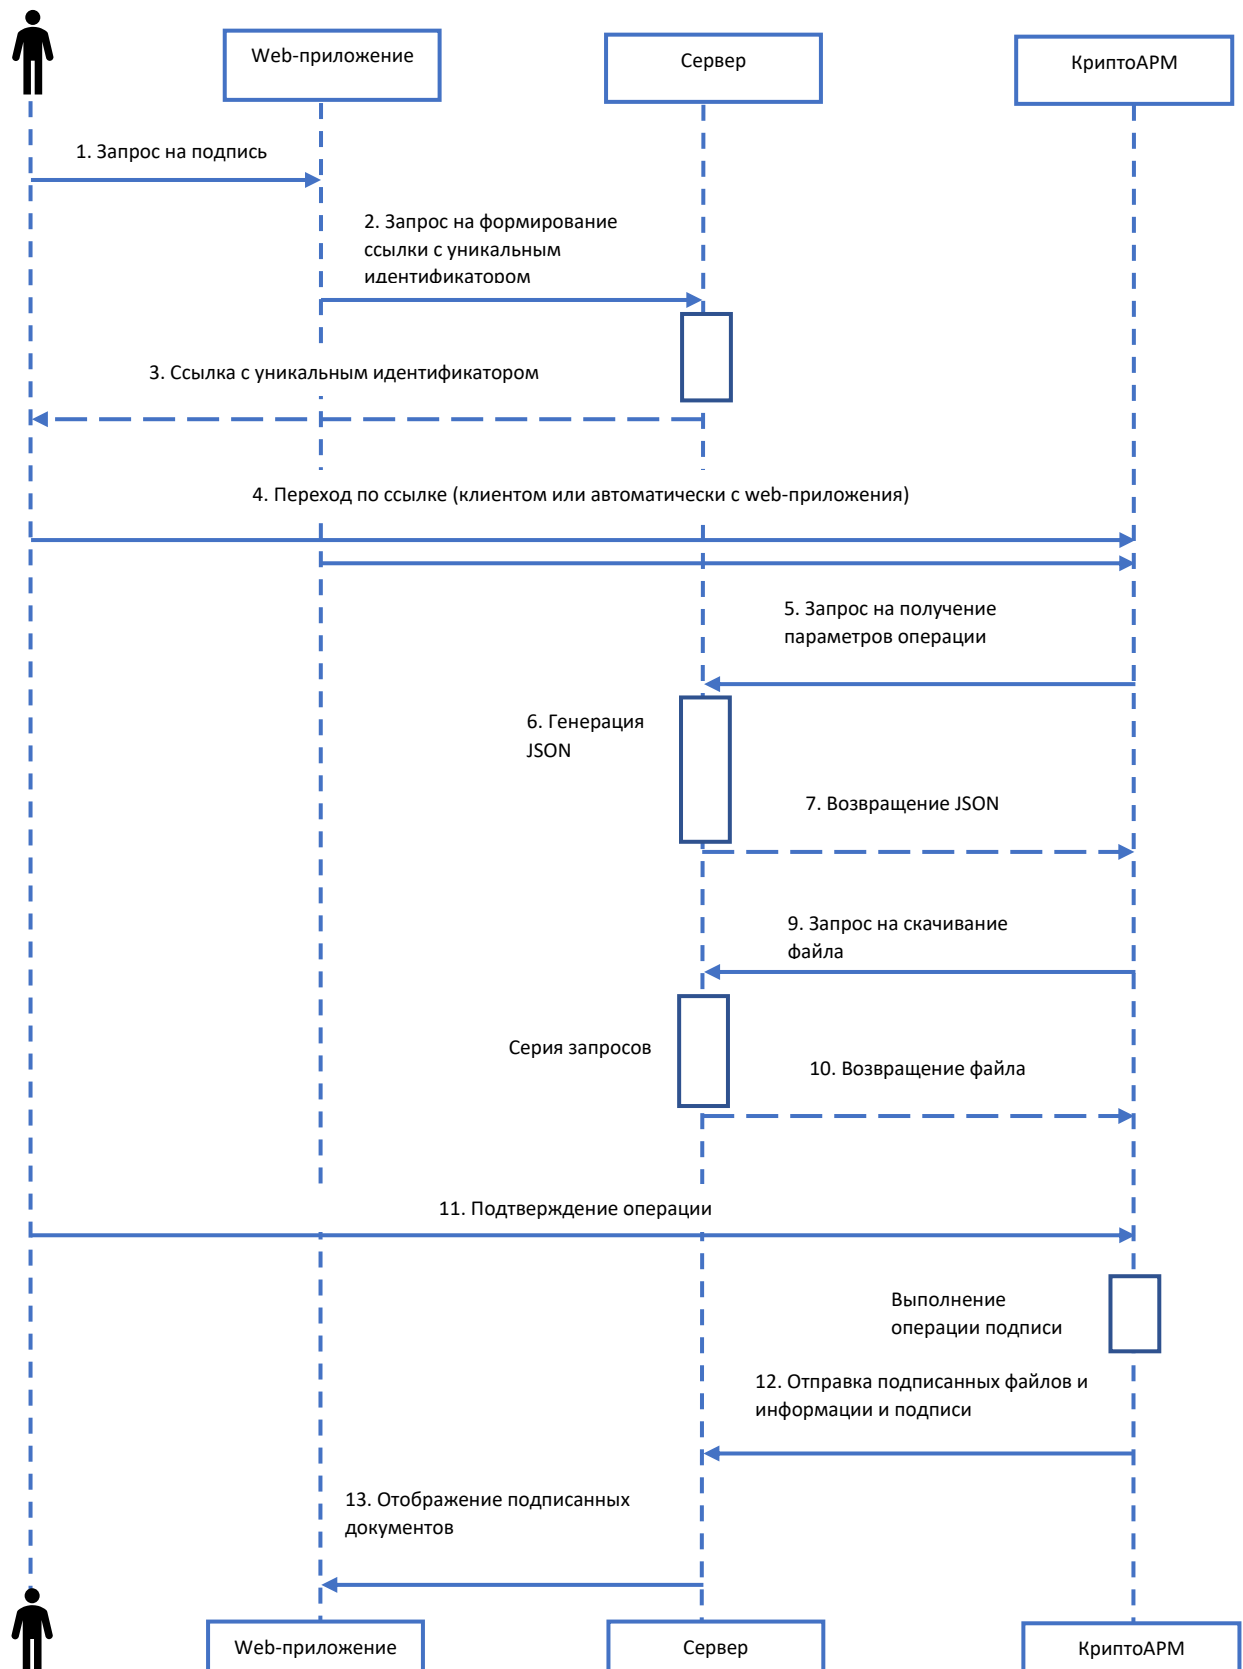 Web-приложение
Сервер
КриптоАРМ
1. Запрос на подпись
2. Запрос на формирование
ссылки с уникальным
идентификатором
3. Ссылка с уникальным идентификатором
4. Переход по ссылке (клиентом или автоматически с web-приложения)
5. Запрос на получение
параметров операции
6. Генерация
JSON
7. Возвращение JSON
9. Запрос на скачивание
файла
Серия запросов
10. Возвращение файла
11. Подтверждение операции
Выполнение
операции подписи
12. Отправка подписанных файлов и
информации и подписи
13. Отображение подписанных
документов
Web-приложение
Сервер
КриптоАРМ